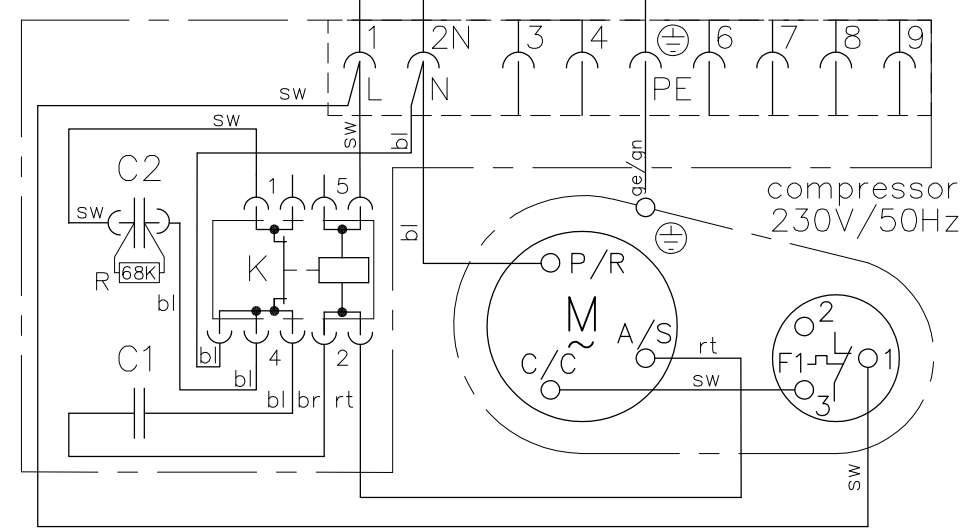 1 2N 3 4 6 7 8 9
L N PE
sw
sw
sw
bl
ge/gn
compressor
230V/50Hz
C2
1 5
sw
bl
K
R 68K
bl
P/R
M
~
A/S
C/C
rt
sw
2
F1
1
3
C1
bl
4 2
bl
bl br rt
sw